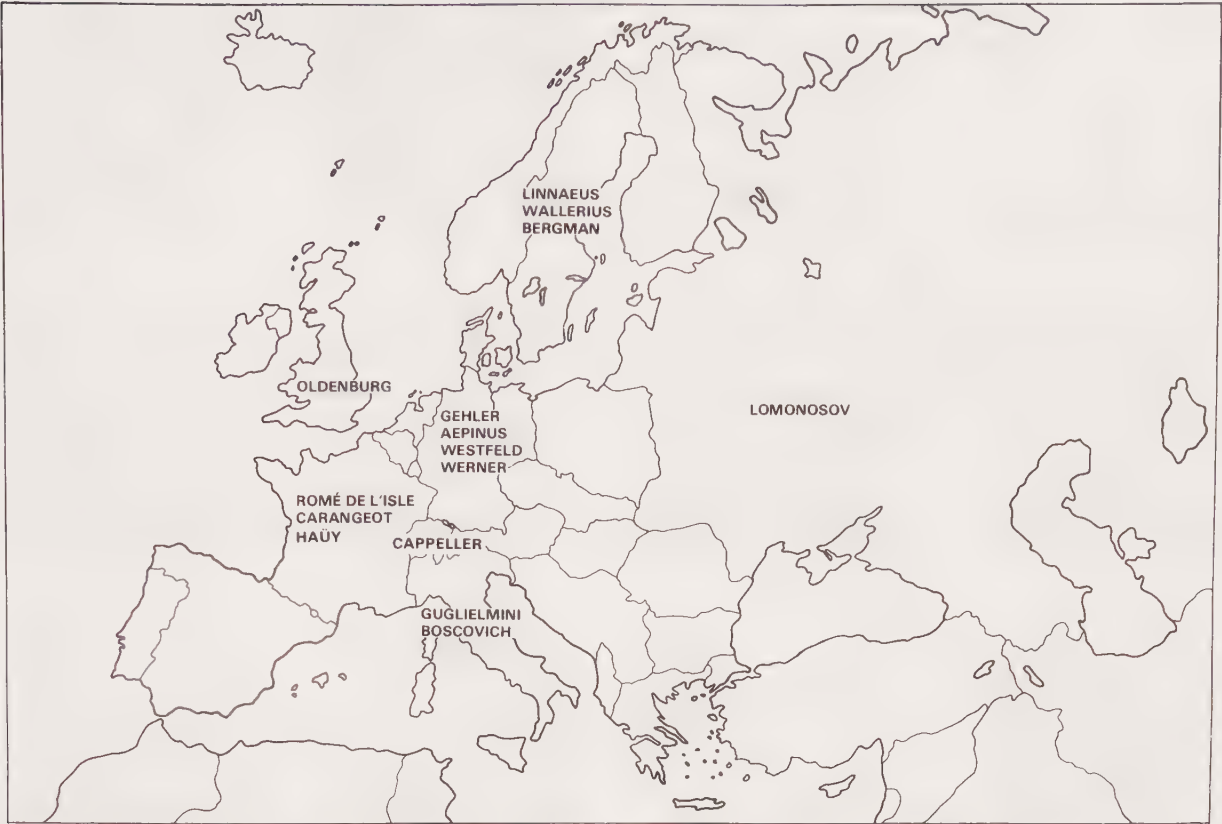 LINNAEUS
WALLERIUS
BERGMAN
OLDENBURG
GEHLER
AEPINUS
WESTFELD
WERNER
LOMONOSOV
ROMÉ DE L'ISLE
CARANGEOT
HAÜY
CAPPELLER
GUGLIELMINI
BOSCOVICH